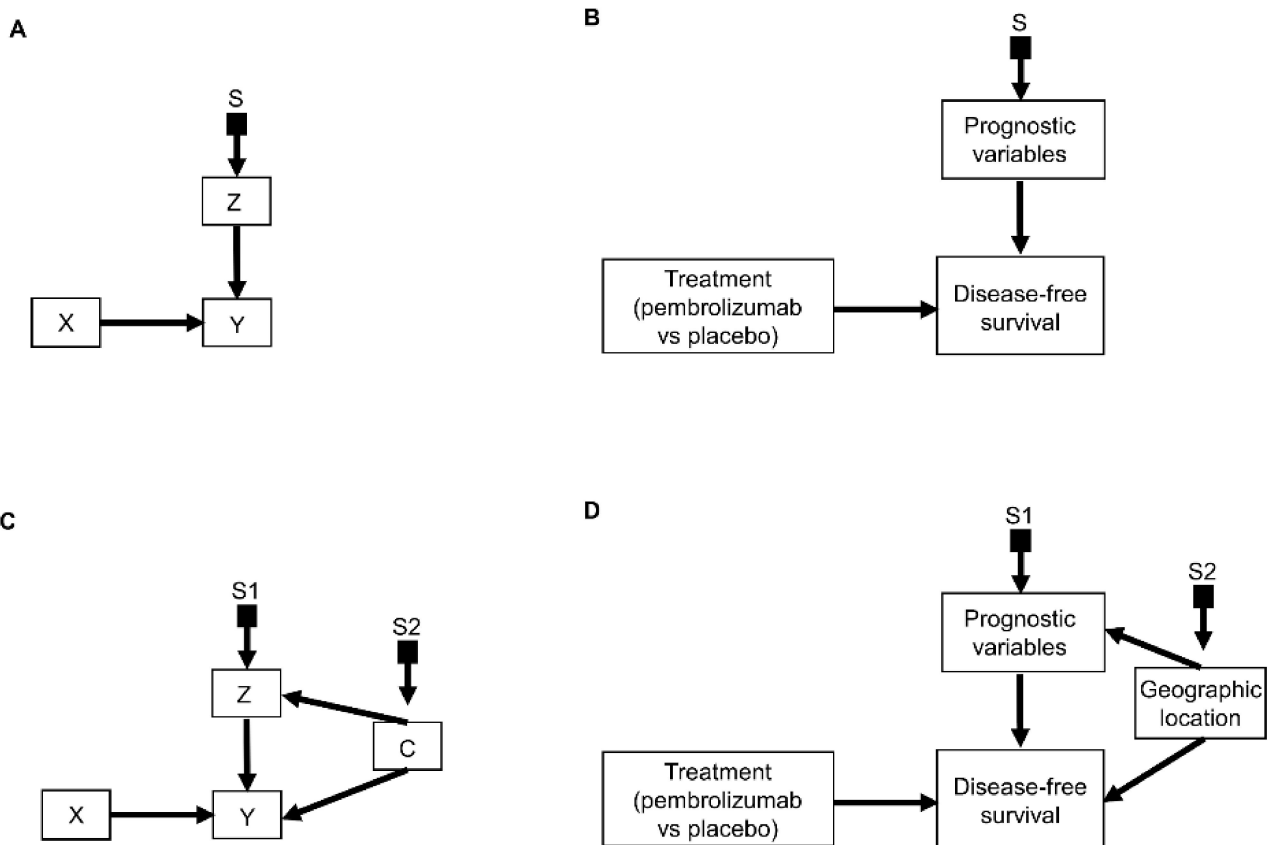 A
S
Z
X
Y
B
S
Prognostic
variables
Treatment
(pembrolizumab
vs placebo)
Disease-free
survival
C
S1
S2
Z
C
X
Y
D
S1
S2
Prognostic
variables
Geographic
location
Treatment
(pembrolizumab
vs placebo)
Disease-free
survival